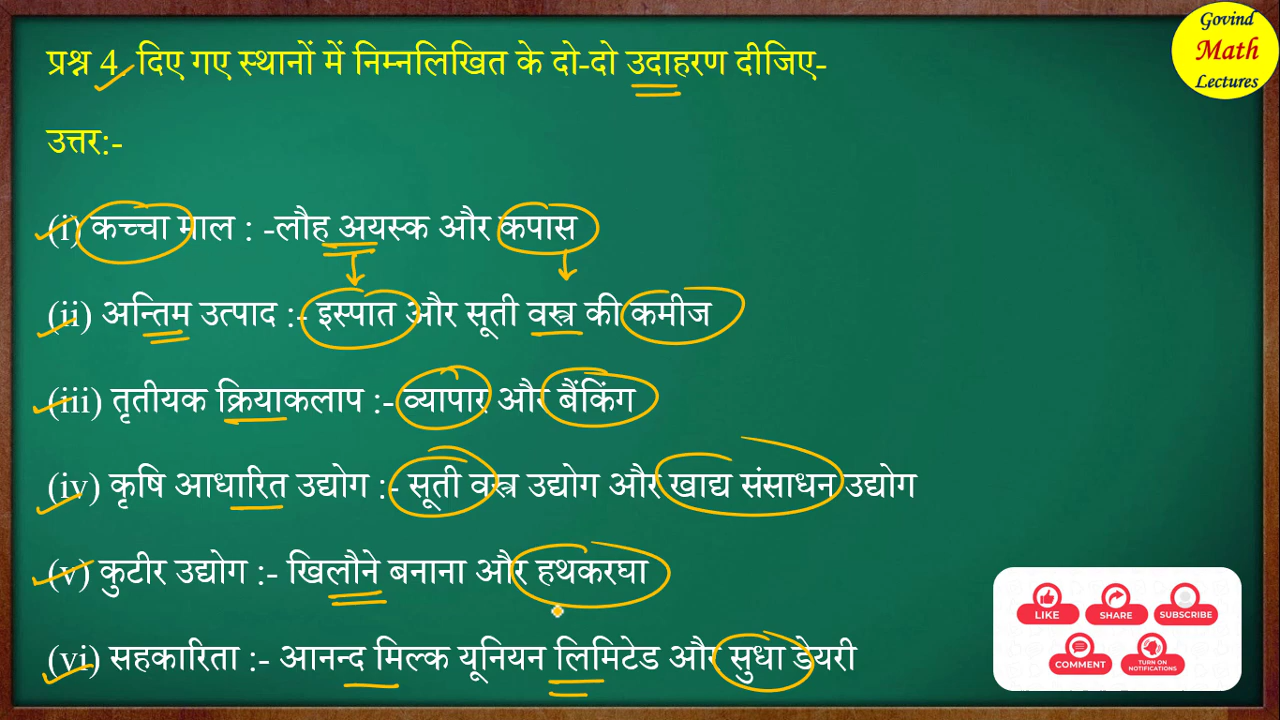 प्रश्न 4. दिए गए स्थानों में निम्नलिखित के दो-दो उदाहरण दीजिए-
Govind
Math
Lectures
उत्तर:-
(i) कच्चा माल : -लौह अयस्क और कपास
(ii) अन्तिम उत्पाद :- इस्पात और सूती वस्त्र की कमीज
(iii) तृतीयक क्रियाकलाप :- व्यापार और बैंकिंग
(iv) कृषि आधारित उद्योग :- सूती वस्त्र उद्योग और खाद्य संसाधन उद्योग
(v) कुटीर उद्योग :- खिलौने बनाना और हथकरघा
(vi) सहकारिता :- आनन्द मिल्क यूनियन लिमिटेड और सुधा डेयरी
LIKE SHARE SUBSCRIBE
COMMENT TURN ON NOTIFICATIONS